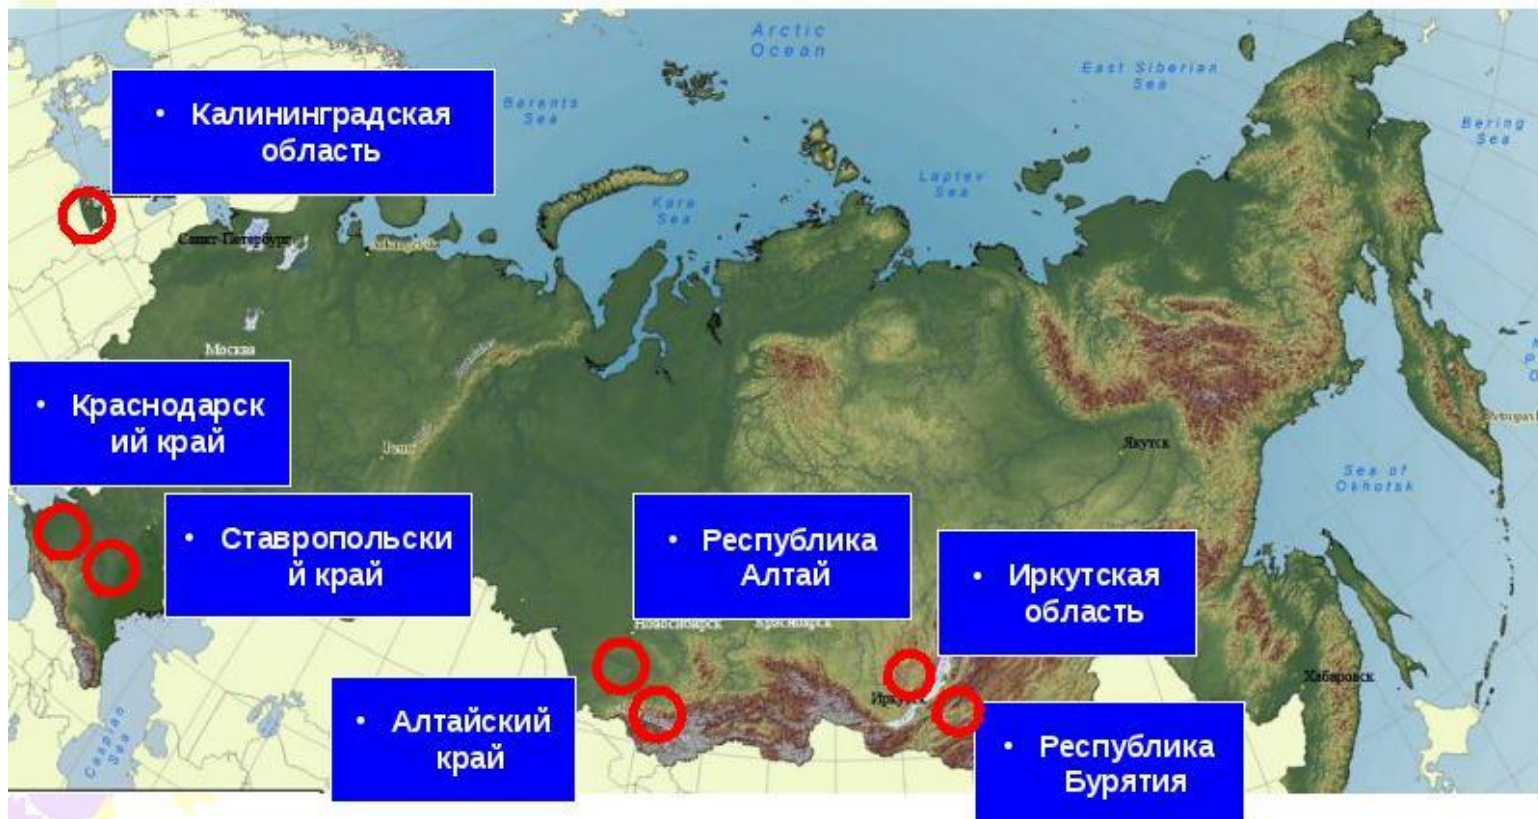 Arctic
Ocean
East Siberian
Sea
Barents
Sea
Bering
Sea
• Калининградская
область
Laptev
Sea
Kara
Sea
Санкт-Петербург
Москва
• Краснодарск
ий край
Якутск
Sea of
Okhotsk
• Ставропольски
й край
• Республика
Алтай
• Иркутская
область
Новосибирск
Красноярск
Хабаровск
Иркутск
• Алтайский
край
• Республика
Бурятия
Caspian
Sea